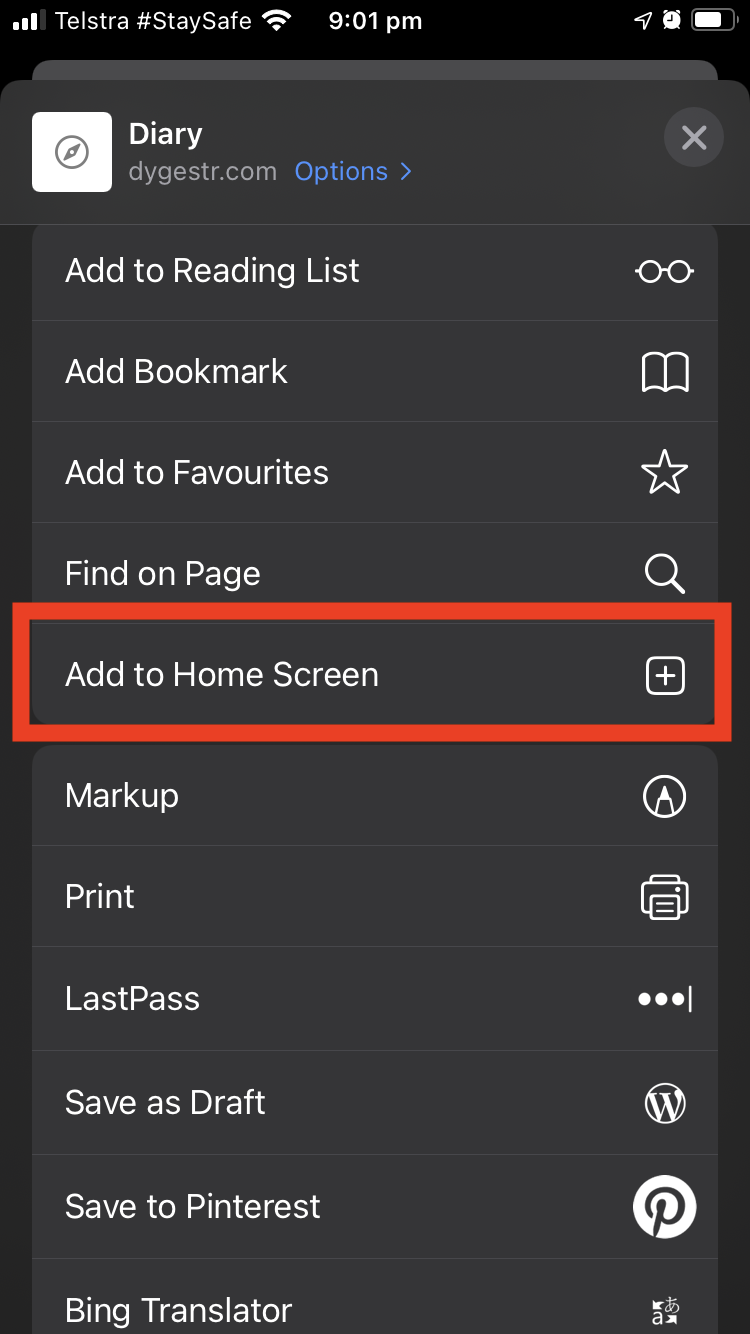 Telstra #StaySafe 9:01 pm
Diary
dygestr.com Options
Add to Reading List
Add Bookmark
Add to Favourites
Find on Page
Add to Home Screen
Markup
Print
LastPass
Save as Draft
Save to Pinterest
Bing Translator